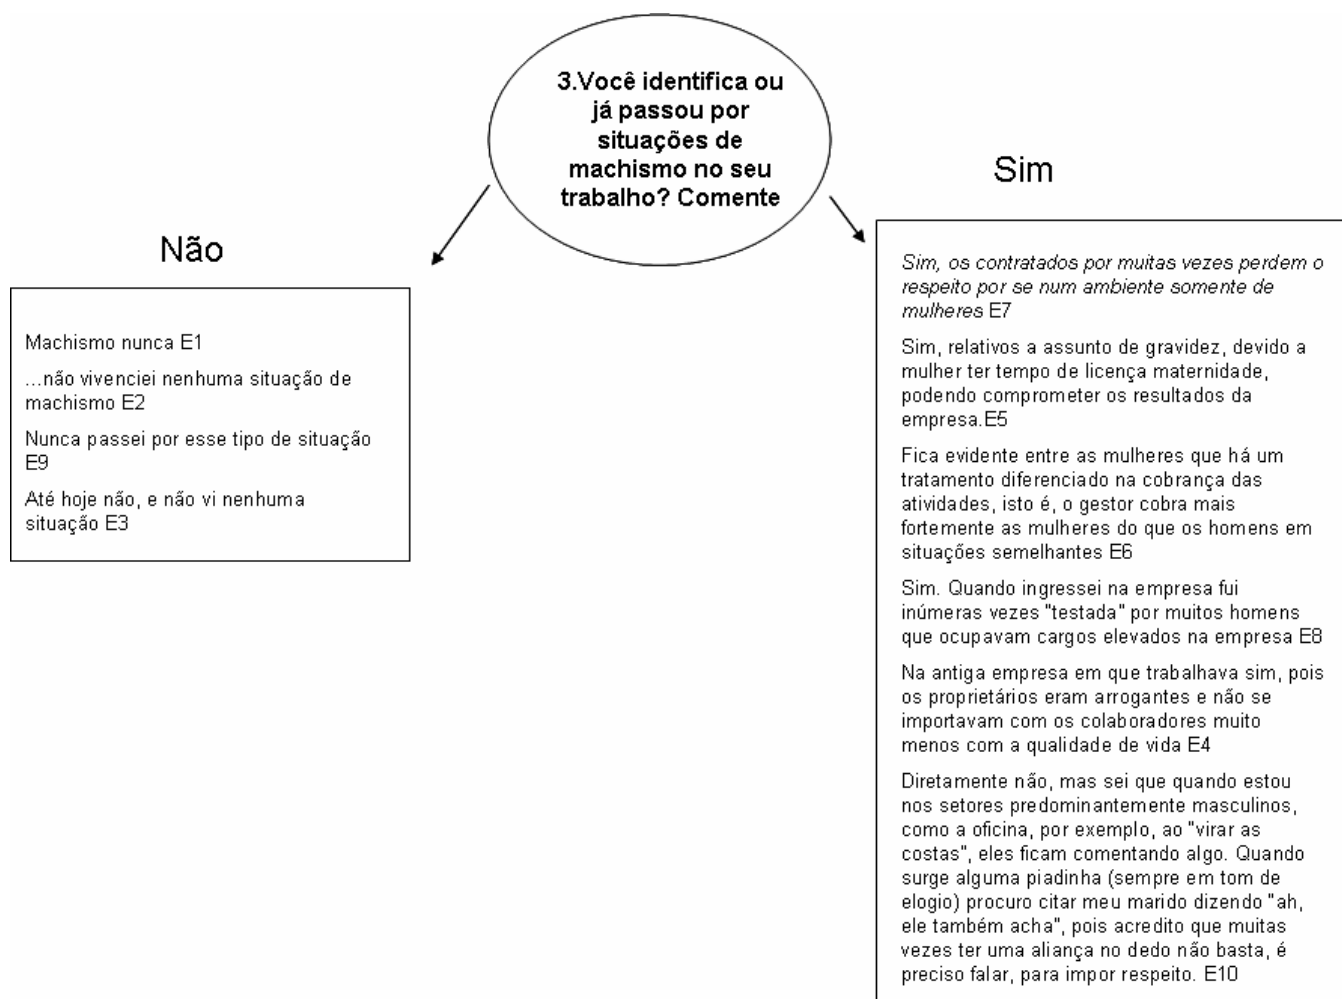 3.Você identifica ou
já passou por
situações de
machismo no seu
trabalho? Comente
Não
Machismo nunca E1
...não vivenciei nenhuma situação de
machismo E2
Nunca passei por esse tipo de situação
E9
Até hoje não, e não vi nenhuma
situação E3
Sim
Sim, os contratados por muitas vezes perdem o
respeito por se num ambiente somente de
mulheres E7
Sim, relativos a assunto de gravidez, devido a
mulher ter tempo de licença maternidade,
podendo comprometer os resultados da
empresa.E5
Fica evidente entre as mulheres que há um
tratamento diferenciado na cobrança das
atividades, isto é, o gestor cobra mais
fortemente as mulheres do que os homens em
situações semelhantes E6
Sim. Quando ingressei na empresa fui
inúmeras vezes "testada" por muitos homens
que ocupavam cargos elevados na empresa E8
Na antiga empresa em que trabalhava sim, pois
os proprietários eram arrogantes e não se
importavam com os colaboradores muito
menos com a qualidade de vida E4
Diretamente não, mas sei que quando estou
nos setores predominantemente masculinos,
como a oficina, por exemplo, ao "virar as
costas", eles ficam comentando algo. Quando
surge alguma piadinha (sempre em tom de
elogio) procuro citar meu marido dizendo "ah,
ele também acha", pois acredito que muitas
vezes ter uma aliança no dedo não basta, é
preciso falar, para impor respeito. E10